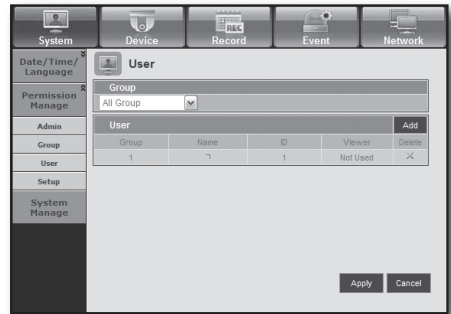 System Device Record Event Network
REC
Date/Time/
Language
User
Permission
Manage
Group
All Group
Admin
User Add
Group
Group Name ID Viewer Delete
User
1 ㄱ 1 Not Used
Setup
System
Manage
Apply Cancel